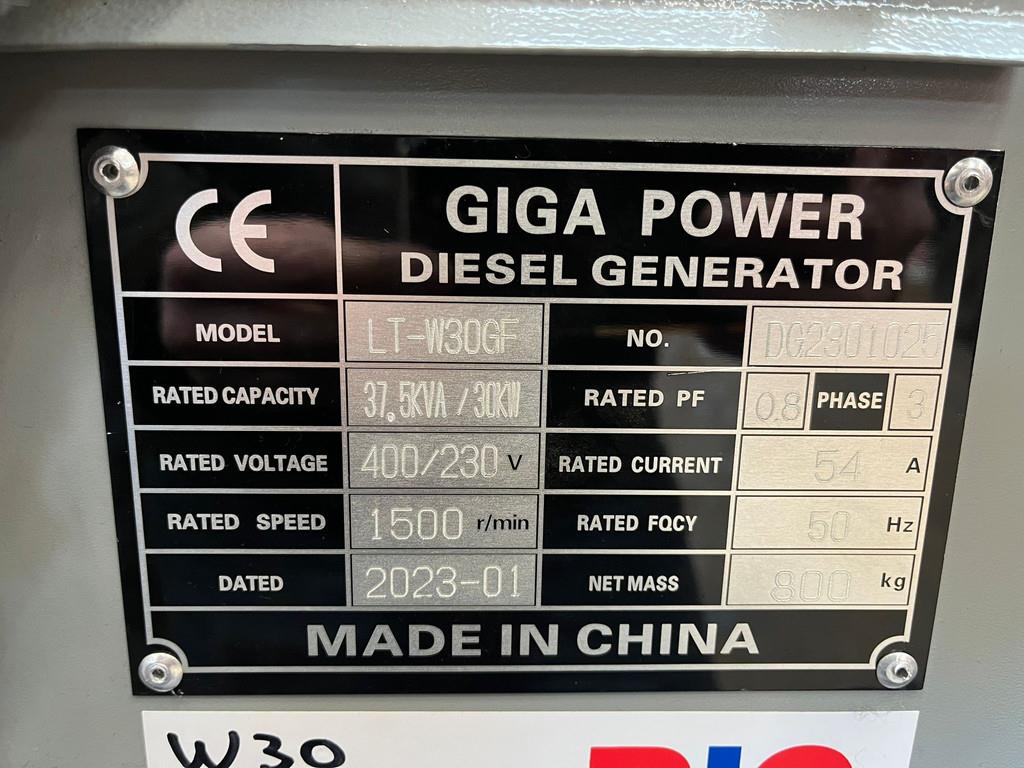 CE
GIGA POWER
DIESEL GENERATOR
MODEL LT-W30GF NO. DG2301025
RATED CAPACITY 37.5KVA/30KW RATED PF 0.8 PHASE 3
RATED VOLTAGE 400/230 V RATED CURRENT 54 A
RATED SPEED 1500 r/min RATED FQCY 50 Hz
DATED 2023-01 NET MASS 800 kg
MADE IN CHINA
W30